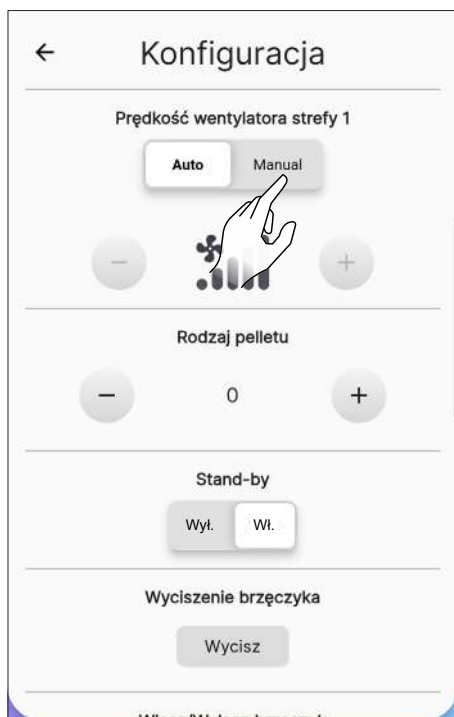 Konfiguracja
Prędkość wentylatora strefy 1
Auto Manual
Rodzaj pelletu
0
Stand-by
Wył. Wł.
Wyciszenie brzęczyka
Wycisz